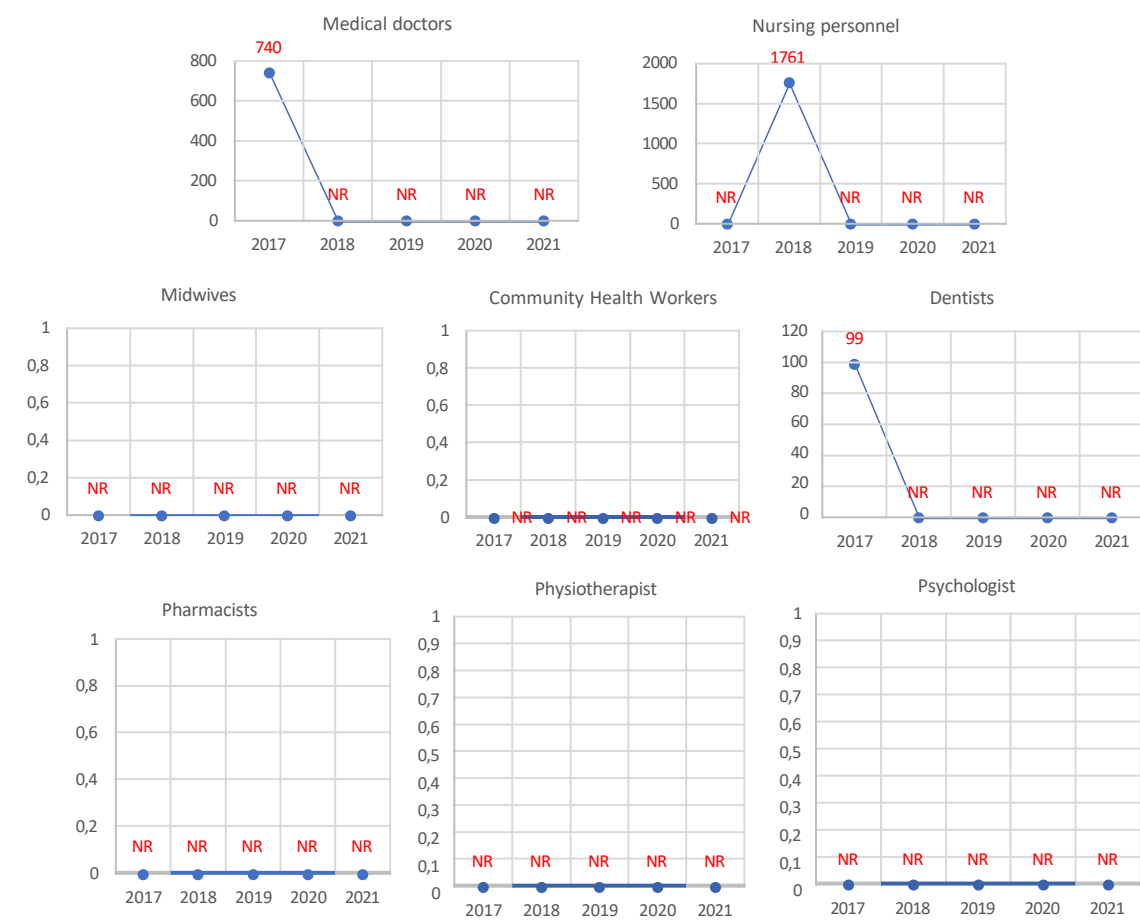 Medical doctors
740
800
600
400
200
0
NR NR NR NR
2017 2018 2019 2020 2021
Nursing personnel
1761
2000
1500
1000
500
0
NR NR NR NR
2017 2018 2019 2020 2021
Midwives
1
0,8
0,6
0,4
0,2
0
NR NR NR NR NR
2017 2018 2019 2020 2021
Community Health Workers
1
0,8
0,6
0,4
0,2
0
NR NR NR NR NR
2017 2018 2019 2020 2021
Dentists
120
99
100
80
60
40
20
0
NR NR NR NR
2017 2018 2019 2020 2021
Pharmacists
1
0,8
0,6
0,4
0,2
0
NR NR NR NR NR
2017 2018 2019 2020 2021
Physiotherapist
1
0,9
0,8
0,7
0,6
0,5
0,4
0,3
0,2
0,1
0
NR NR NR NR NR
2017 2018 2019 2020 2021
Psychologist
1
0,9
0,8
0,7
0,6
0,5
0,4
0,3
0,2
0,1
0
NR NR NR NR NR
2017 2018 2019 2020 2021